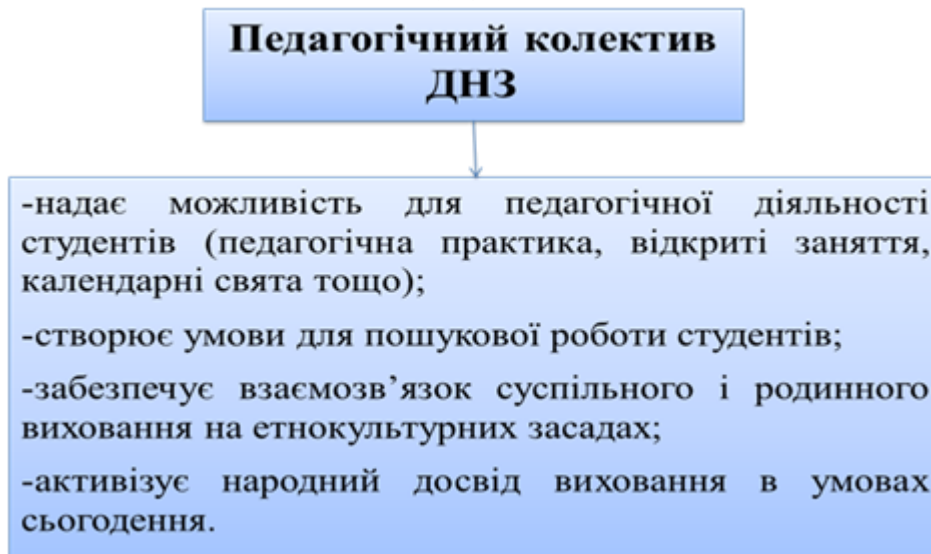 Педагогічний колектив
ДНЗ
-надає можливість для педагогічної діяльності
студентів (педагогічна практика, відкриті заняття,
календарні свята тощо);
-створює умови для пошукової роботи студентів;
-забезпечує взаємозв’язок суспільного і родинного
виховання на етнокультурних засадах;
-активізує народний досвід виховання в умовах
сьогодення.